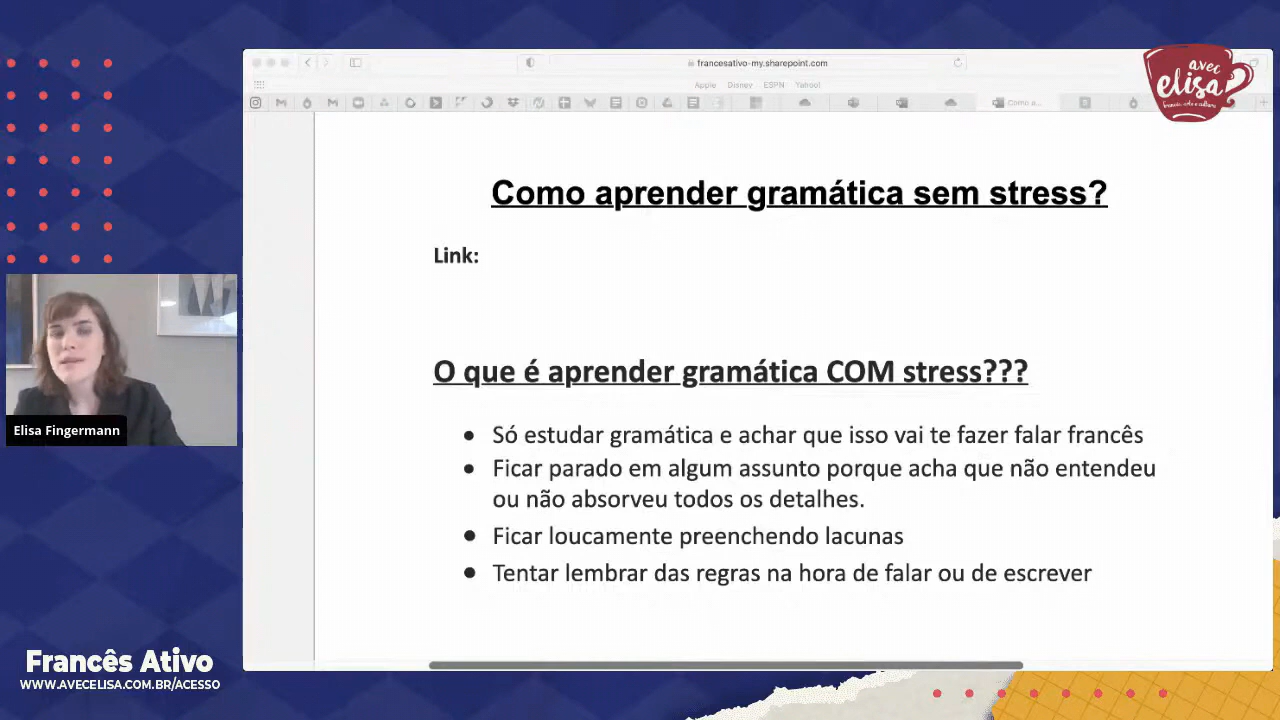 francesativo-my.sharepoint.com
Apple Disney ESPN Yahoo!
Como a...
avec
elisa
Como aprender gramática sem stress?
Link:
O que é aprender gramática COM stress???
• Só estudar gramática e achar que isso vai te fazer falar francês
• Ficar parado em algum assunto porque acha que não entendeu
ou não absorveu todos os detalhes.
• Ficar loucamente preenchendo lacunas
• Tentar lembrar das regras na hora de falar ou de escrever
Elisa Fingermann
Francês Ativo
WWW.AVECELISA.COM.BR/ACESSO